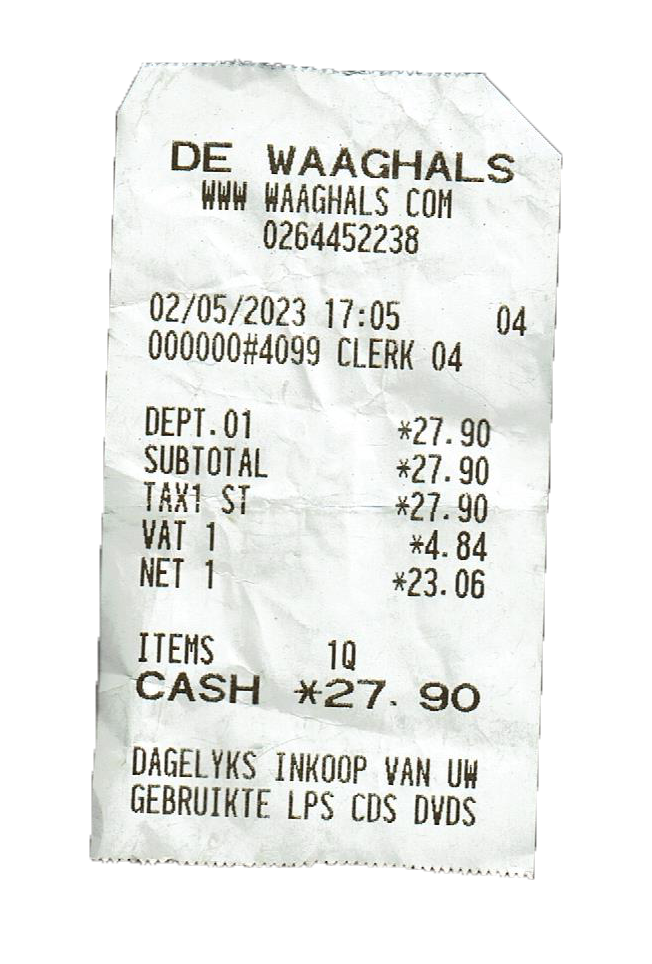 DE WAAGHALS
WWW WAAGHALS COM
0264452238
02/05/2023 17:05 04
000000#4099 CLERK 04
DEPT.01 *27.90
SUBTOTAL *27.90
TAX1 ST *27.90
VAT 1 *4.84
NET 1 *23.06
ITEMS 1Q
CASH *27.90
DAGELYKS INKOOP VAN UW
GEBRUIKTE LPS CDS DVDS